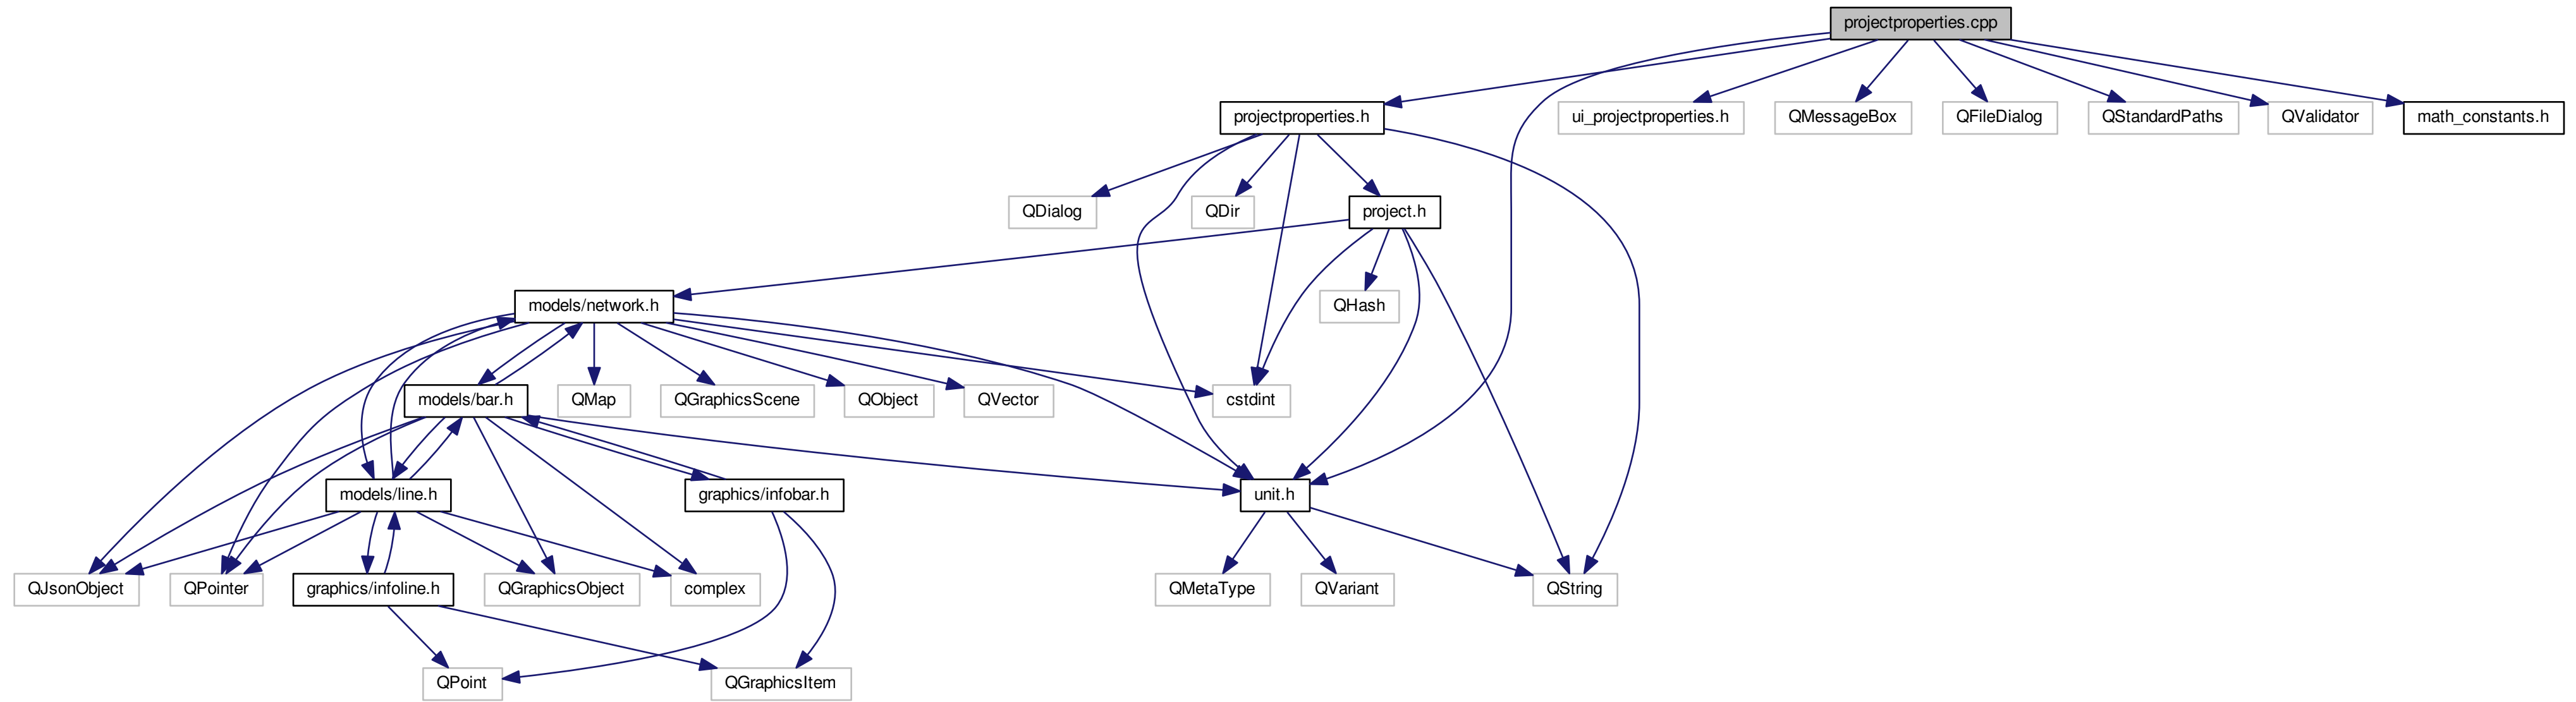 projectproperties.cpp
projectproperties.h
ui_projectproperties.h
QMessageBox
QFileDialog
QStandardPaths
QValidator
math_constants.h
QDialog
QDir
project.h
models/network.h
QHash
models/bar.h
QMap
QGraphicsScene
QObject
QVector
cstdint
models/line.h
graphics/infobar.h
unit.h
QJsonObject
QPointer
graphics/infoline.h
QGraphicsObject
complex
QMetaType
QVariant
QString
QPoint
QGraphicsItem